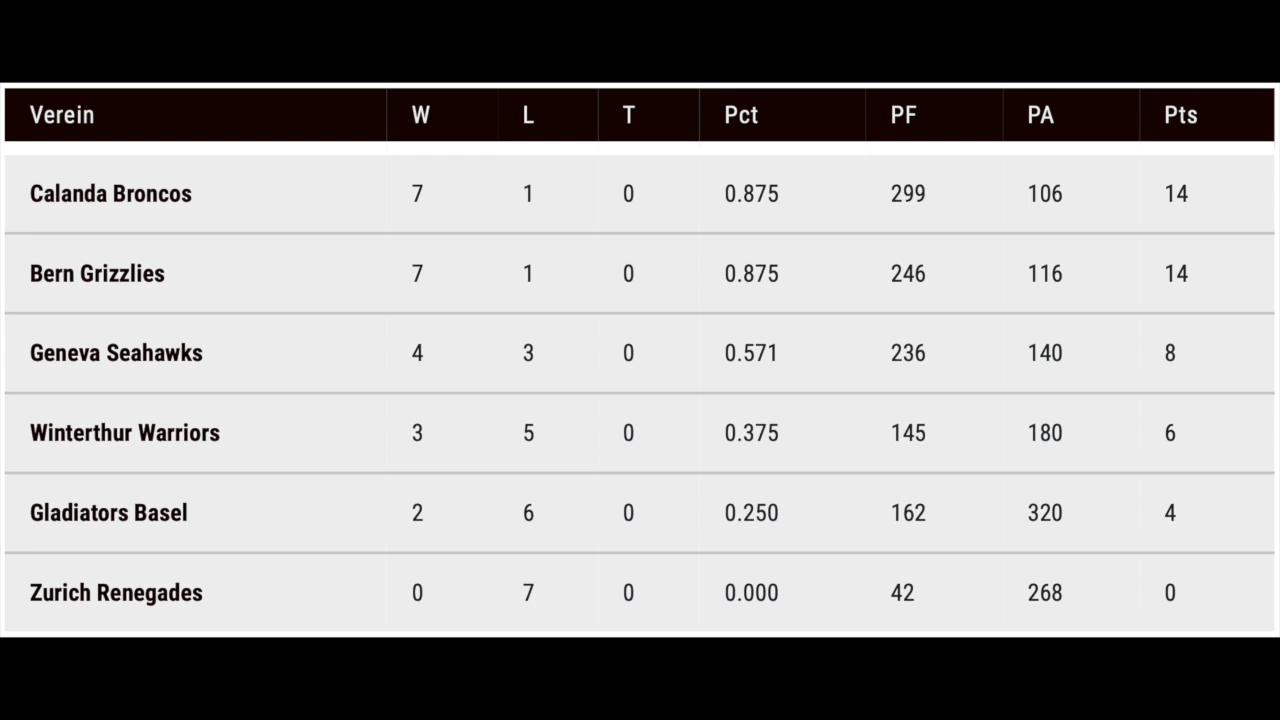 Verein W L T Pct PF PA Pts
Calanda Broncos 7 1 0 0.875 299 106 14
Bern Grizzlies 7 1 0 0.875 246 116 14
Geneva Seahawks 4 3 0 0.571 236 140 8
Winterthur Warriors 3 5 0 0.375 145 180 6
Gladiators Basel 2 6 0 0.250 162 320 4
Zurich Renegades 0 7 0 0.000 42 268 0